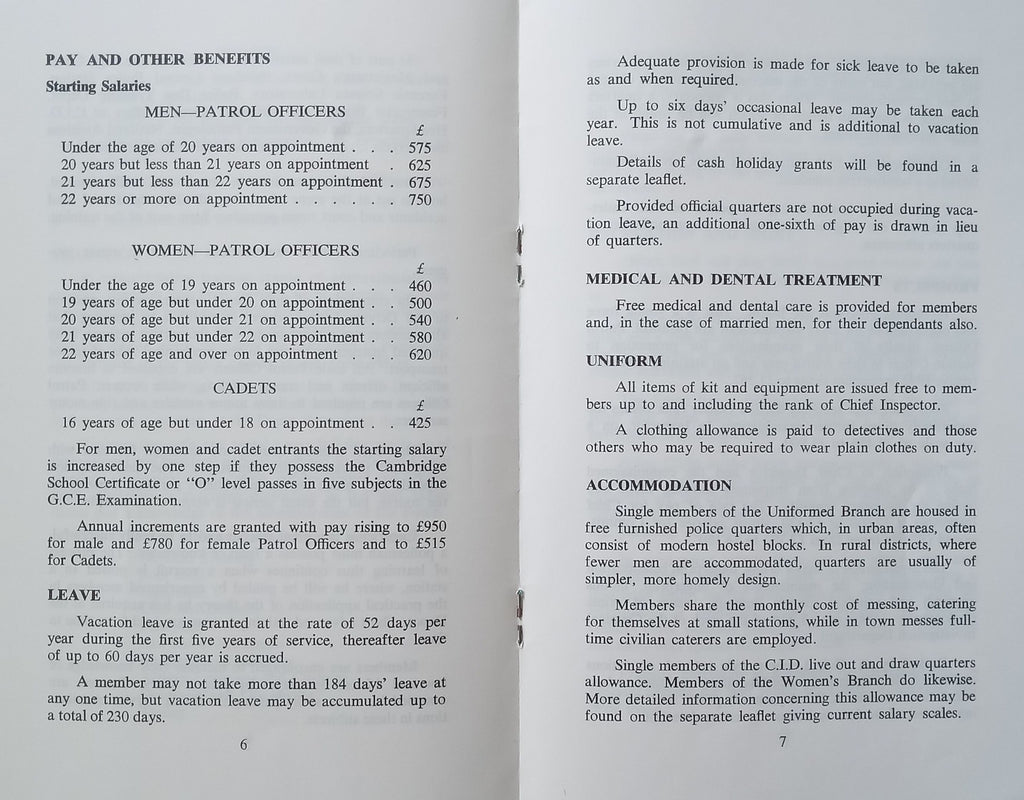 PAY AND OTHER BENEFITS
Starting Salaries
MEN—PATROL OFFICERS
£
Under the age of 20 years on appointment . . . 575
20 years but less than 21 years on appointment . 625
21 years but less than 22 years on appointment . 675
22 years or more on appointment . . . . . . 750
WOMEN—PATROL OFFICERS
£
Under the age of 19 years on appointment . . . 460
19 years of age but under 20 on appointment . . 500
20 years of age but under 21 on appointment . . 540
21 years of age but under 22 on appointment . . 580
22 years of age and over on appointment . . . 620
CADETS
£
16 years of age but under 18 on appointment . . 425
For men, women and cadet entrants the starting salary
is increased by one step if they possess the Cambridge
School Certificate or “O” level passes in five subjects in the
G.C.E. Examination.
Annual increments are granted with pay rising to £950
for male and £780 for female Patrol Officers and to £515
for Cadets.
LEAVE
Vacation leave is granted at the rate of 52 days per
year during the first five years of service, thereafter leave
of up to 60 days per year is accrued.
A member may not take more than 184 days’ leave at
any one time, but vacation leave may be accumulated up to
a total of 230 days.
6
Adequate provision is made for sick leave to be taken
as and when required.
Up to six days’ occasional leave may be taken each
year. This is not cumulative and is additional to vacation
leave.
Details of cash holiday grants will be found in a
separate leaflet.
Provided official quarters are not occupied during vaca-
tion leave, an additional one-sixth of pay is drawn in lieu
of quarters.
MEDICAL AND DENTAL TREATMENT
Free medical and dental care is provided for members
and, in the case of married men, for their dependants also.
UNIFORM
All items of kit and equipment are issued free to mem-
bers up to and including the rank of Chief Inspector.
A clothing allowance is paid to detectives and those
others who may be required to wear plain clothes on duty.
ACCOMMODATION
Single members of the Uniformed Branch are housed in
free furnished police quarters which, in urban areas, often
consist of modern hostel blocks. In rural districts, where
fewer men are accommodated, quarters are usually of
simpler, more homely design.
Members share the monthly cost of messing, catering
for themselves at small stations, while in town messes full-
time civilian caterers are employed.
Single members of the C.I.D. live out and draw quarters
allowance. Members of the Women’s Branch do likewise.
More detailed information concerning this allowance may be
found on the separate leaflet giving current salary scales.
7